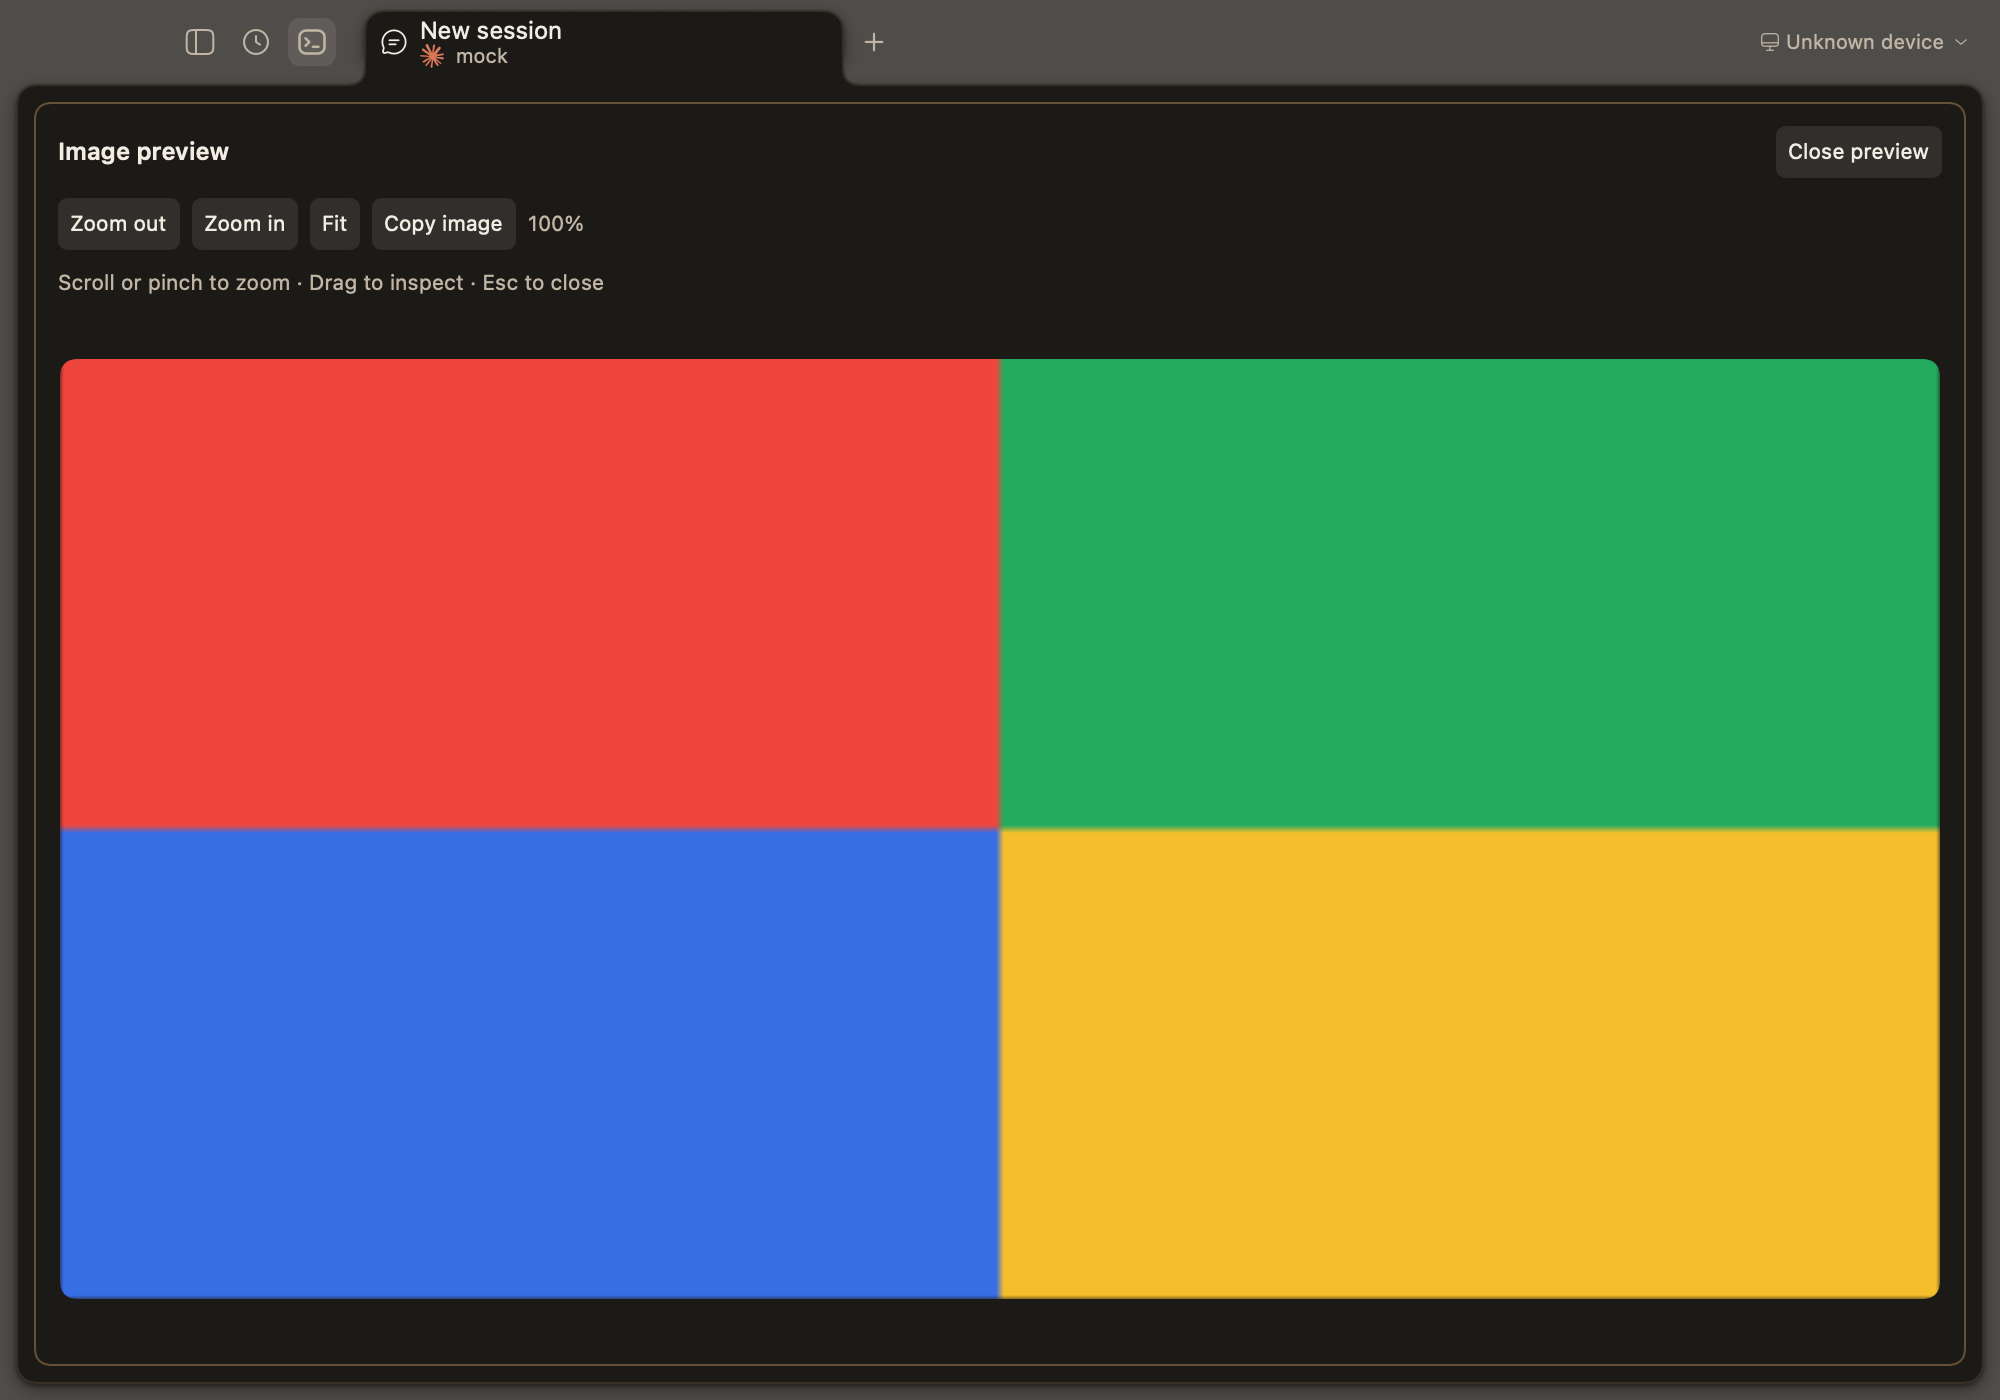 New session
mock
Unknown device
Image preview
Close preview
Zoom out
Zoom in
Fit
Copy image
100%
Scroll or pinch to zoom · Drag to inspect · Esc to close